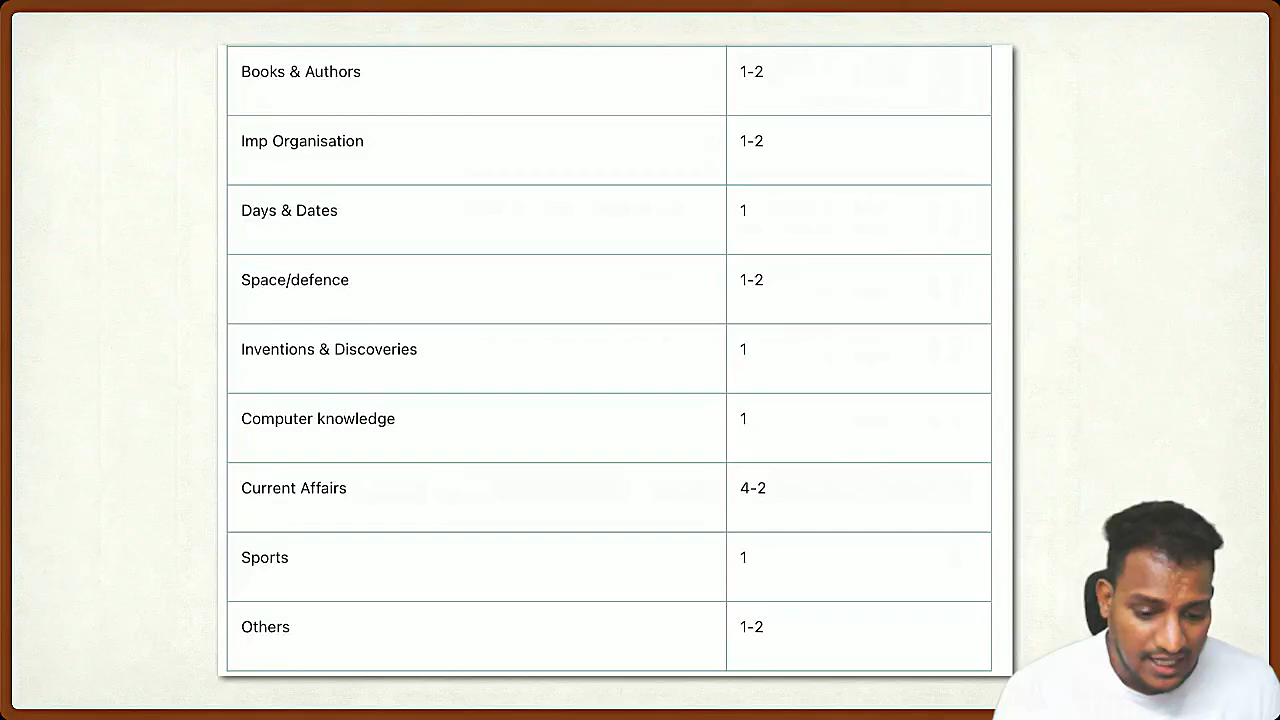 Books & Authors 1-2
Imp Organisation 1-2
Days & Dates 1
Space/defence 1-2
Inventions & Discoveries 1
Computer knowledge 1
Current Affairs 4-2
Sports 1
Others 1-2